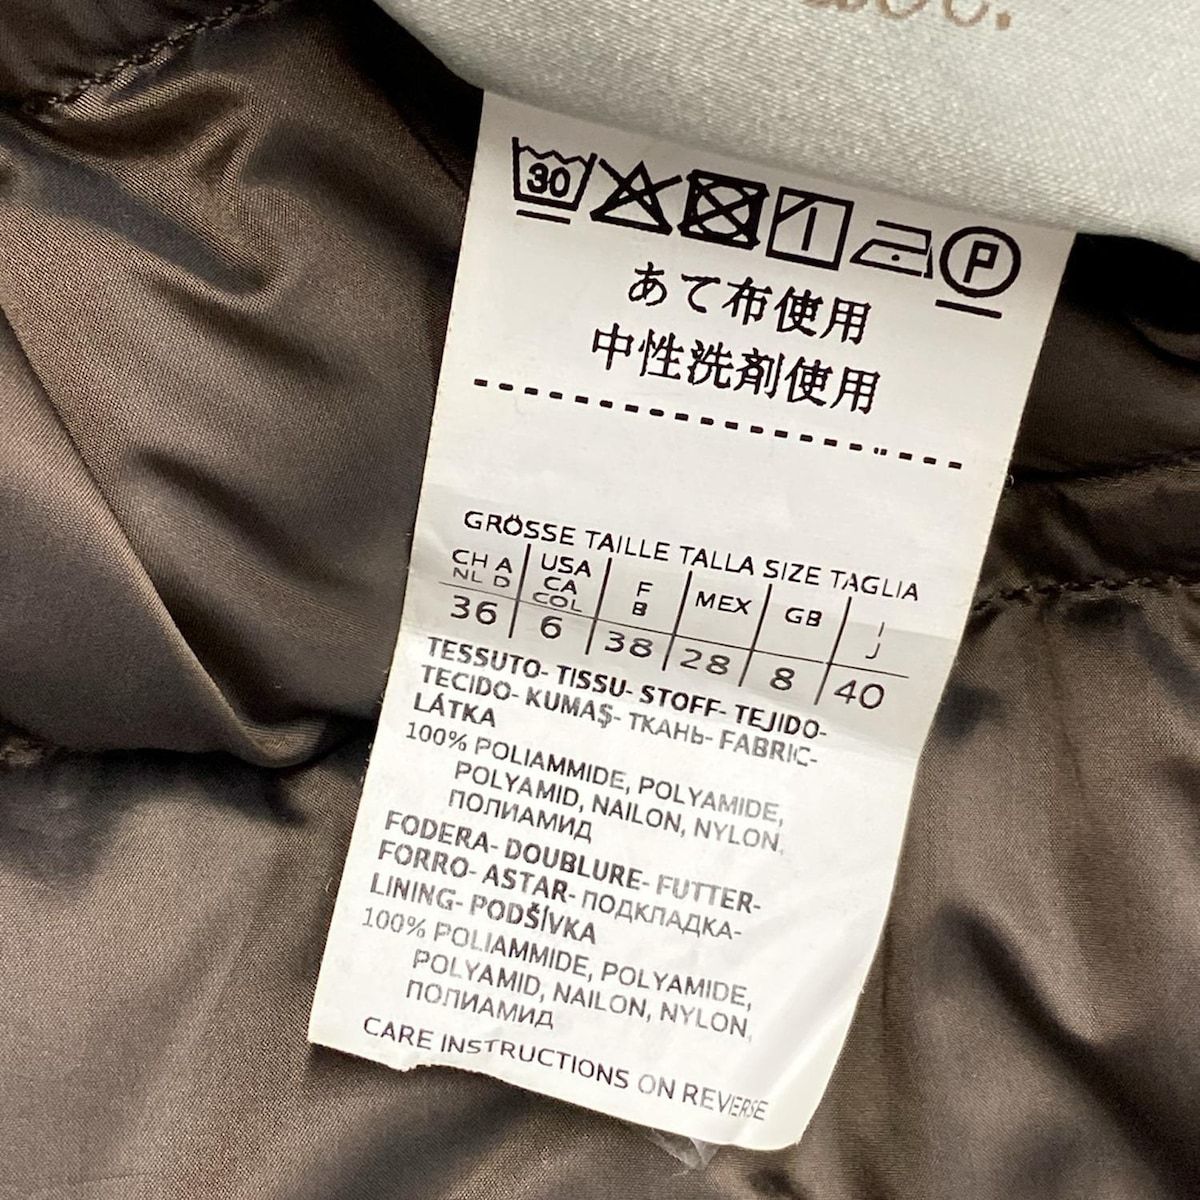 30 P
あて布使用
中性洗剤使用
GRÖSSE TAILLE TALLA SIZE TAGLIA
CH A NL D | USA CA COL | F B | MEX | GB | I J
36 | 6 | 38 | 28 | 8 | 40
TESSUTO- TISSU- STOFF- TEJIDO-
TECIDO- KUMAŞ- ТКАНЬ- FABRIC-
LÁTKA
100% POLIAMMIDE, POLYAMIDE,
POLYAMID, NAILON, NYLON,
ПОЛИАМИД
FODERA- DOUBLURE- FUTTER-
FORRO- ASTAR- ПОДКЛАДКА-
LINING- PODŠÍVKA
100% POLIAMMIDE, POLYAMIDE,
POLYAMID, NAILON, NYLON,
ПОЛИАМИД
CARE INSTRUCTIONS ON REVERSE